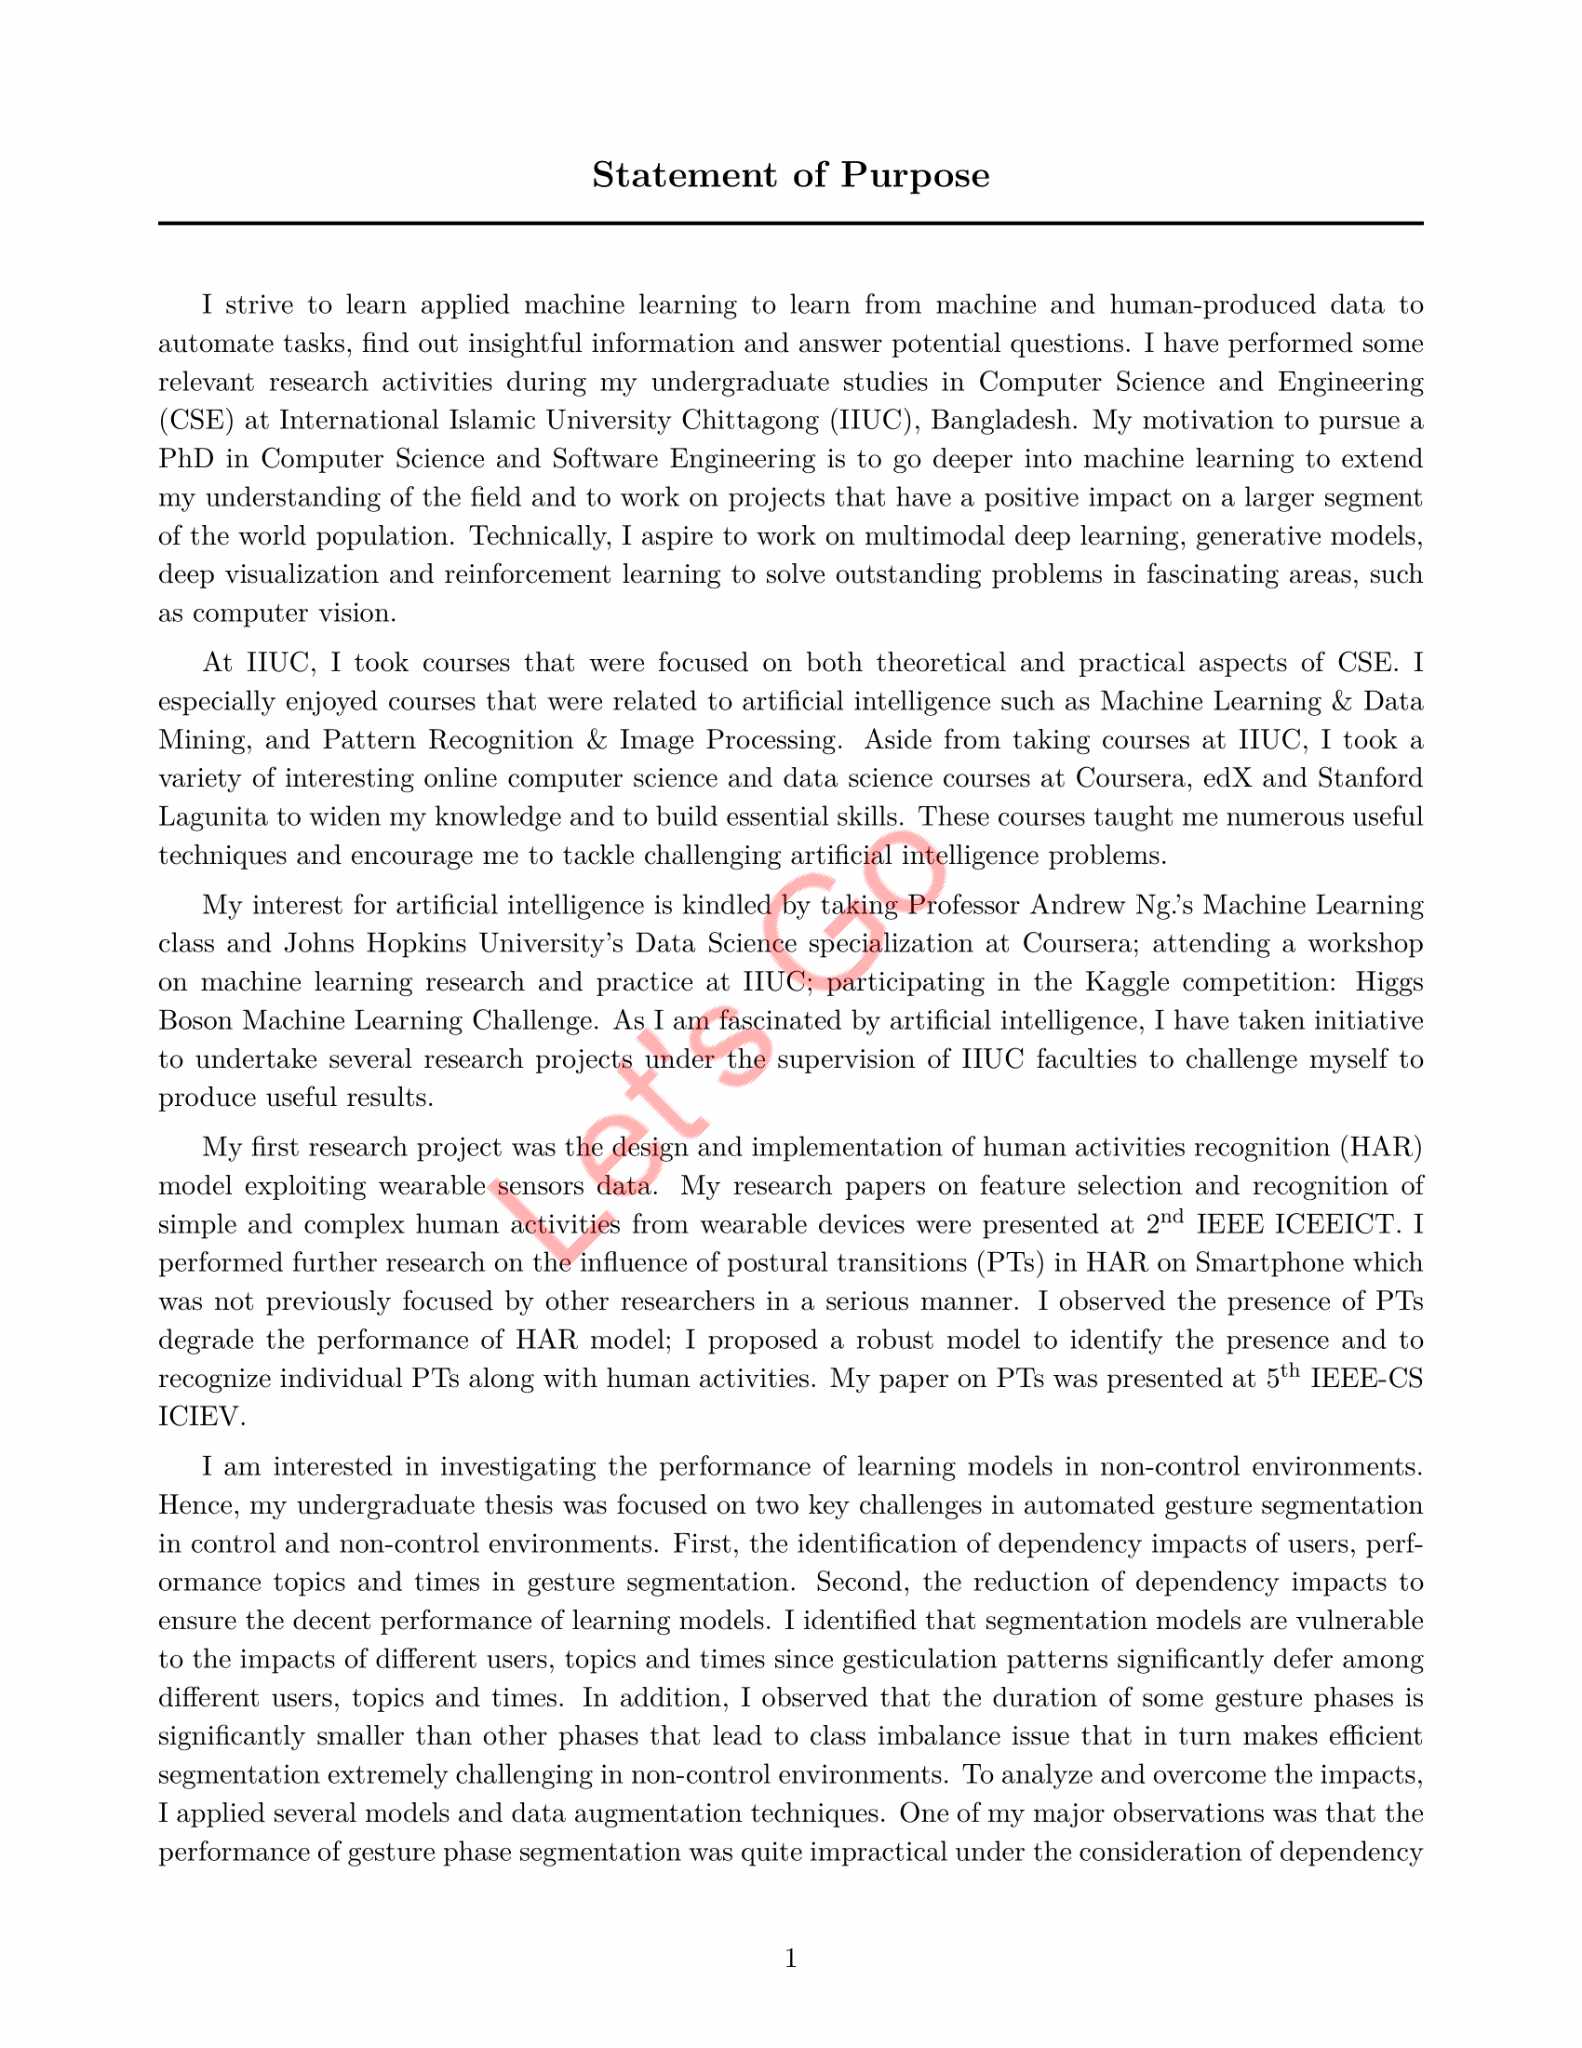 Statement of Purpose
I strive to learn applied machine learning to learn from machine and human-produced data to
automate tasks, find out insightful information and answer potential questions. I have performed some
relevant research activities during my undergraduate studies in Computer Science and Engineering
(CSE) at International Islamic University Chittagong (IIUC), Bangladesh. My motivation to pursue a
PhD in Computer Science and Software Engineering is to go deeper into machine learning to extend
my understanding of the field and to work on projects that have a positive impact on a larger segment
of the world population. Technically, I aspire to work on multimodal deep learning, generative models,
deep visualization and reinforcement learning to solve outstanding problems in fascinating areas, such
as computer vision.
At IIUC, I took courses that were focused on both theoretical and practical aspects of CSE. I
especially enjoyed courses that were related to artificial intelligence such as Machine Learning & Data
Mining, and Pattern Recognition & Image Processing. Aside from taking courses at IIUC, I took a
variety of interesting online computer science and data science courses at Coursera, edX and Stanford
Lagunita to widen my knowledge and to build essential skills. These courses taught me numerous useful
techniques and encourage me to tackle challenging artificial intelligence problems.
My interest for artificial intelligence is kindled by taking Professor Andrew Ng.'s Machine Learning
class and Johns Hopkins University's Data Science specialization at Coursera; attending a workshop
on machine learning research and practice at IIUC; participating in the Kaggle competition: Higgs
Boson Machine Learning Challenge. As I am fascinated by artificial intelligence, I have taken initiative
to undertake several research projects under the supervision of IIUC faculties to challenge myself to
produce useful results.
My first research project was the design and implementation of human activities recognition (HAR)
model exploiting wearable sensors data. My research papers on feature selection and recognition of
simple and complex human activities from wearable devices were presented at 2nd IEEE ICEEICT. I
performed further research on the influence of postural transitions (PTs) in HAR on Smartphone which
was not previously focused by other researchers in a serious manner. I observed the presence of PTs
degrade the performance of HAR model; I proposed a robust model to identify the presence and to
recognize individual PTs along with human activities. My paper on PTs was presented at 5th IEEE-CS
ICIEV.
I am interested in investigating the performance of learning models in non-control environments.
Hence, my undergraduate thesis was focused on two key challenges in automated gesture segmentation
in control and non-control environments. First, the identification of dependency impacts of users, perf-
ormance topics and times in gesture segmentation. Second, the reduction of dependency impacts to
ensure the decent performance of learning models. I identified that segmentation models are vulnerable
to the impacts of different users, topics and times since gesticulation patterns significantly defer among
different users, topics and times. In addition, I observed that the duration of some gesture phases is
significantly smaller than other phases that lead to class imbalance issue that in turn makes efficient
segmentation extremely challenging in non-control environments. To analyze and overcome the impacts,
I applied several models and data augmentation techniques. One of my major observations was that the
performance of gesture phase segmentation was quite impractical under the consideration of dependency
1
Let's Go